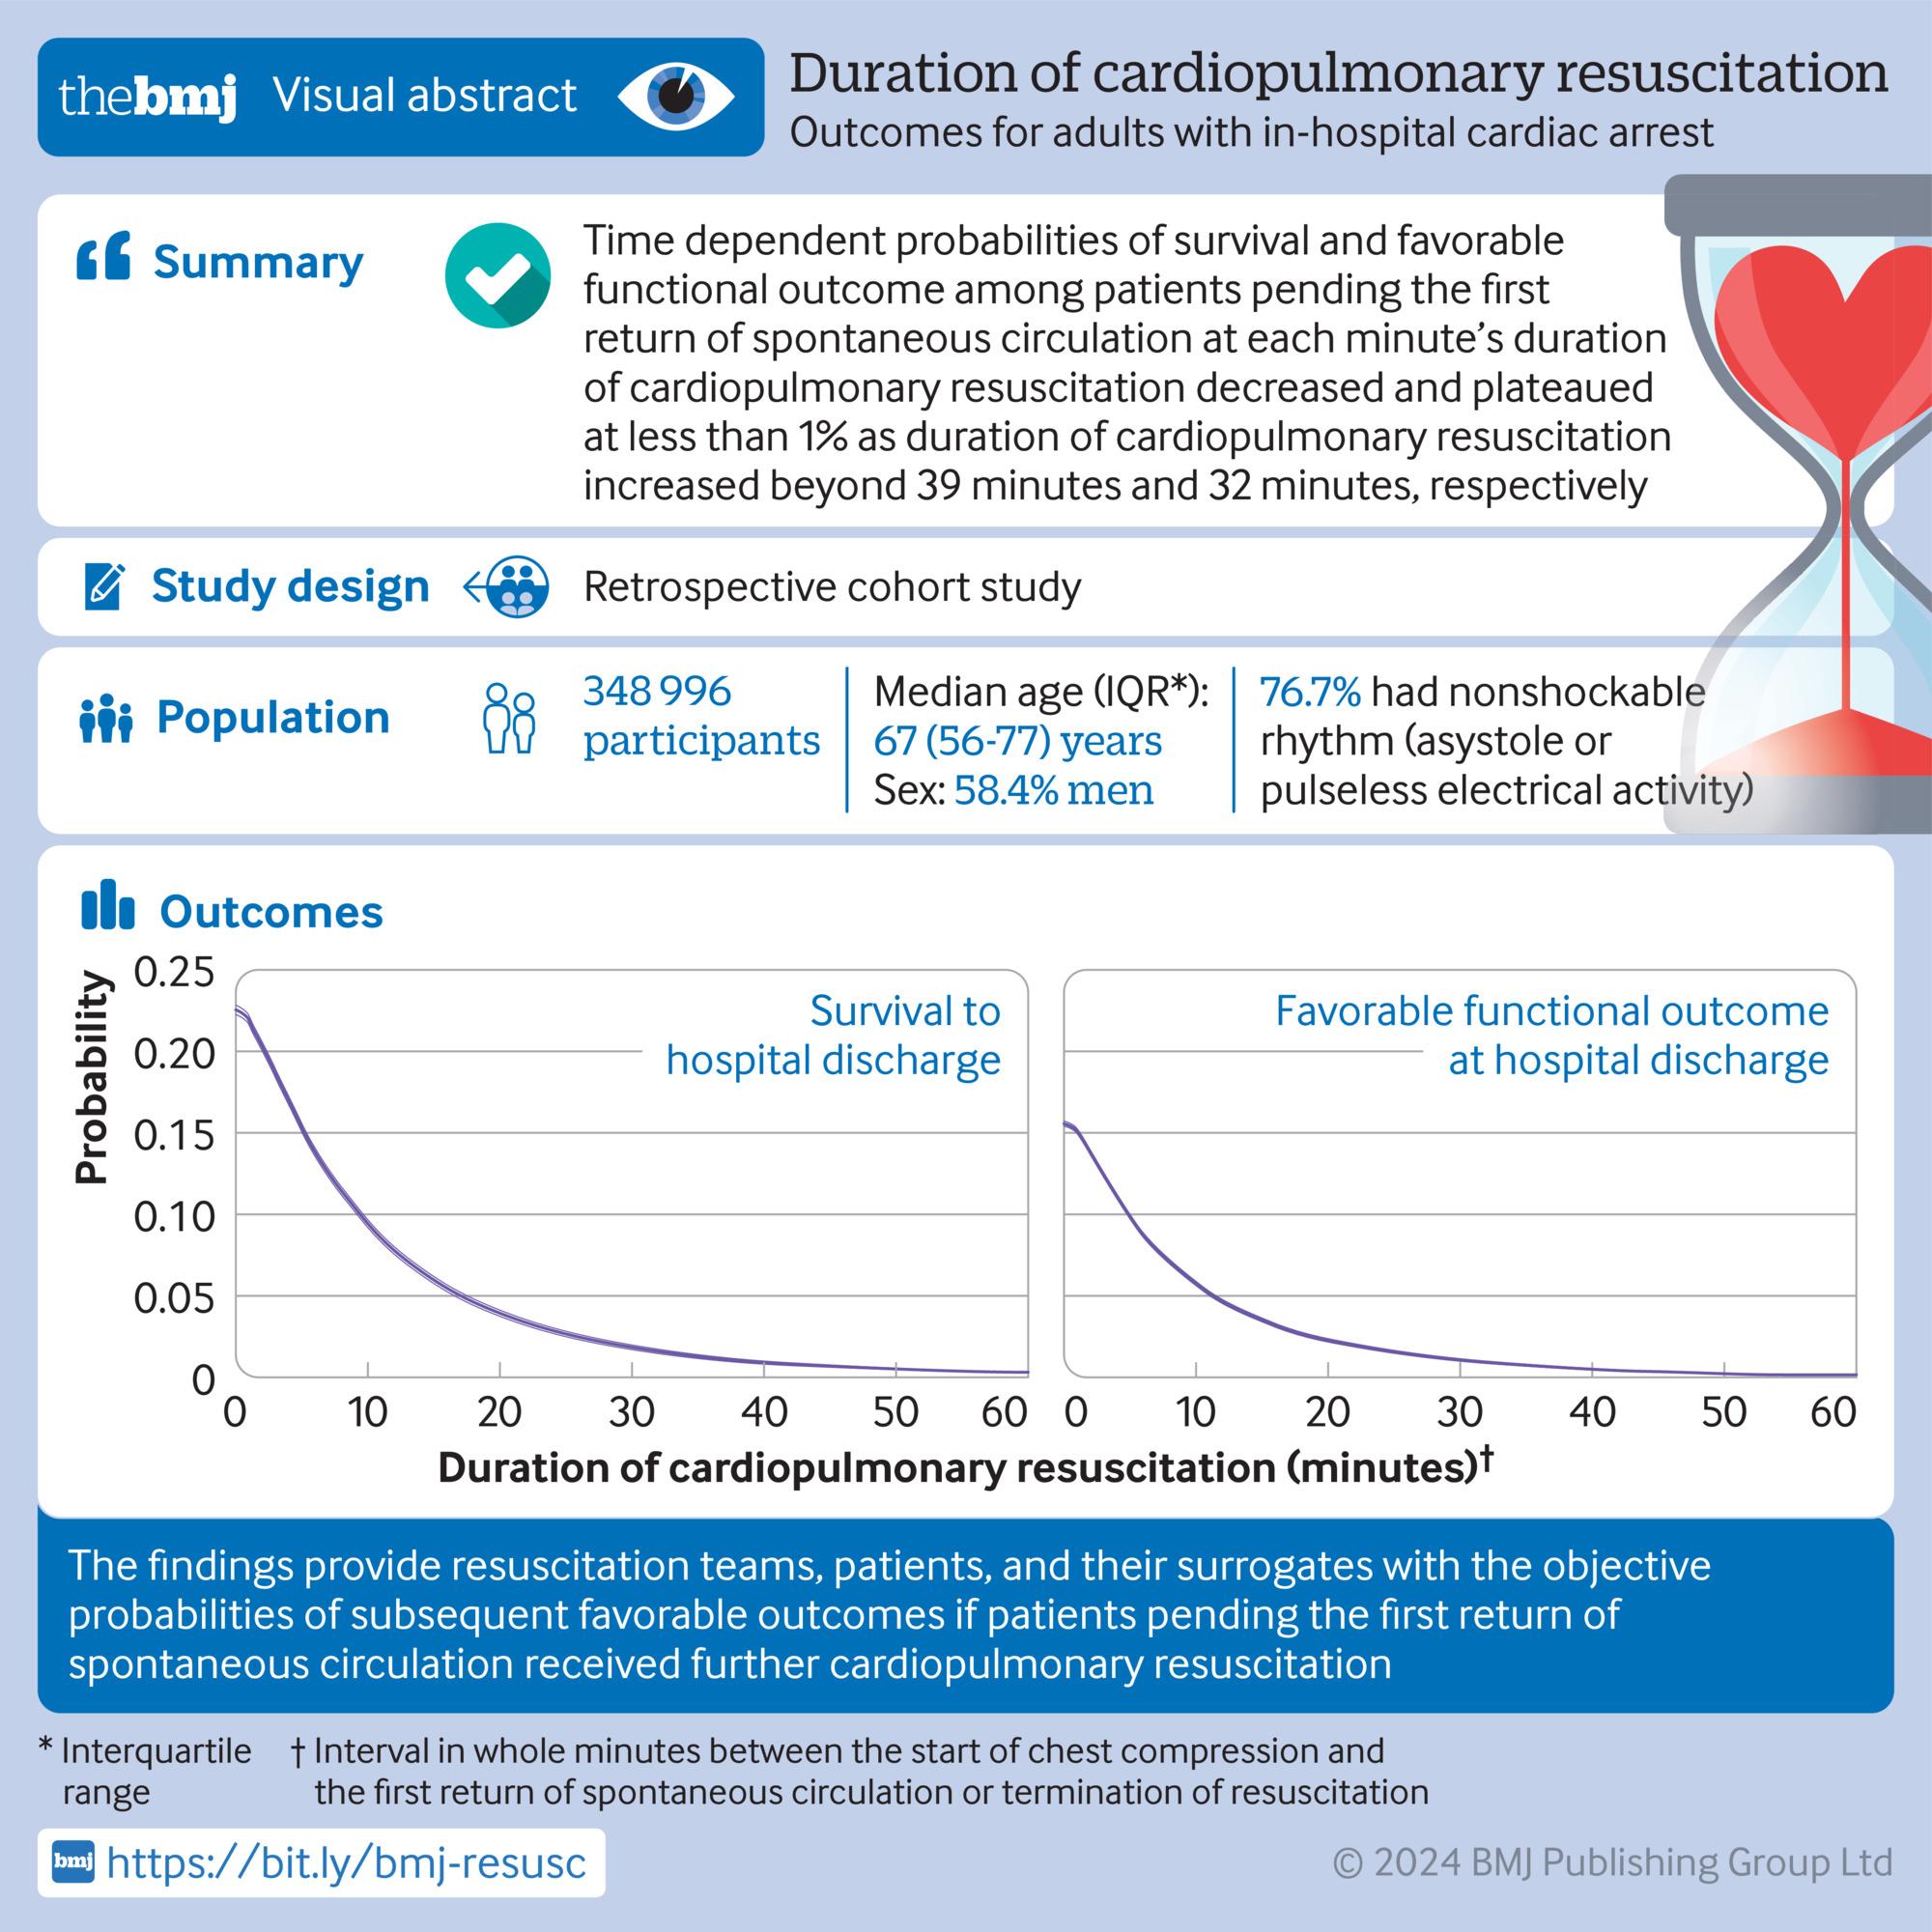 thebmj Visual abstract
Duration of cardiopulmonary resuscitation
Outcomes for adults with in-hospital cardiac arrest
Summary
Time dependent probabilities of survival and favorable
functional outcome among patients pending the first
return of spontaneous circulation at each minute’s duration
of cardiopulmonary resuscitation decreased and plateaued
at less than 1% as duration of cardiopulmonary resuscitation
increased beyond 39 minutes and 32 minutes, respectively
Study design
Retrospective cohort study
Population
348 996
participants
Median age (IQR*):
67 (56-77) years
Sex: 58.4% men
76.7% had nonshockable
rhythm (asystole or
pulseless electrical activity)
Outcomes
Probability
0.25
0.20
0.15
0.10
0.05
0
Survival to
hospital discharge
Favorable functional outcome
at hospital discharge
0 10 20 30 40 50 60 0 10 20 30 40 50 60
Duration of cardiopulmonary resuscitation (minutes)†
The findings provide resuscitation teams, patients, and their surrogates with the objective
probabilities of subsequent favorable outcomes if patients pending the first return of
spontaneous circulation received further cardiopulmonary resuscitation
* Interquartile
range
† Interval in whole minutes between the start of chest compression and
the first return of spontaneous circulation or termination of resuscitation
bmj https://bit.ly/bmj-resusc
© 2024 BMJ Publishing Group Ltd